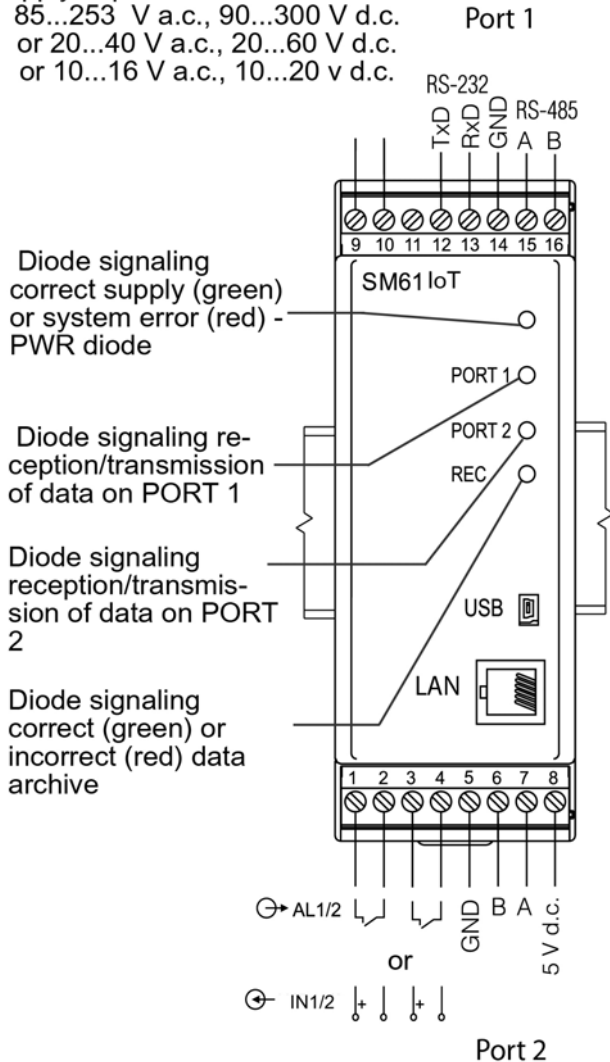 85...253 V a.c., 90...300 V d.c.
or 20...40 V a.c., 20...60 V d.c.
or 10...16 V a.c., 10...20 v d.c.
Port 1
RS-232
RS-485
TxD RxD GND A B
9 10 11 12 13 14 15 16
SM61 IoT
Diode signaling
correct supply (green)
or system error (red) -
PWR diode
PORT 1
Diode signaling re-
ception/transmission
of data on PORT 1
PORT 2
REC
Diode signaling
reception/transmis-
sion of data on PORT
2
USB
LAN
Diode signaling
correct (green) or
incorrect (red) data
archive
1 2 3 4 5 6 7 8
AL1/2
GND B A 5 V d.c.
or
IN1/2 + +
Port 2